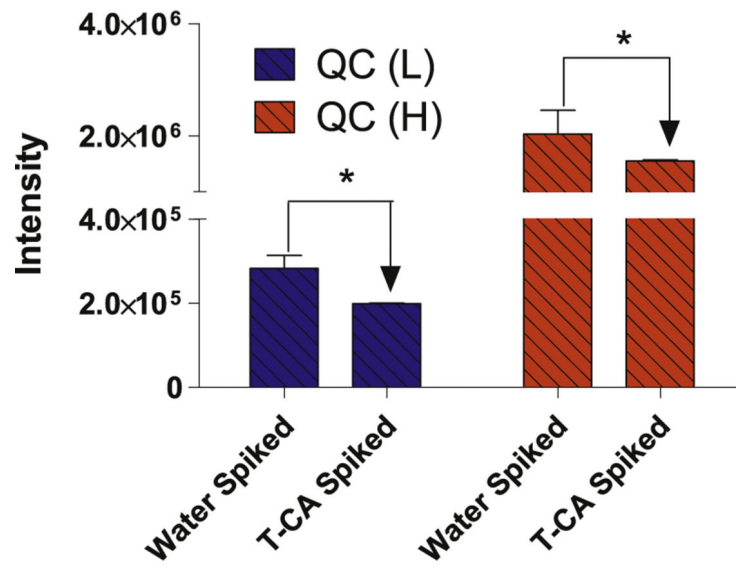 4.0×10⁶
2.0×10⁶
4.0×10⁵
2.0×10⁵
0
Intensity
QC (L)
QC (H)
*
*
Water Spiked
T-CA Spiked
Water Spiked
T-CA Spiked